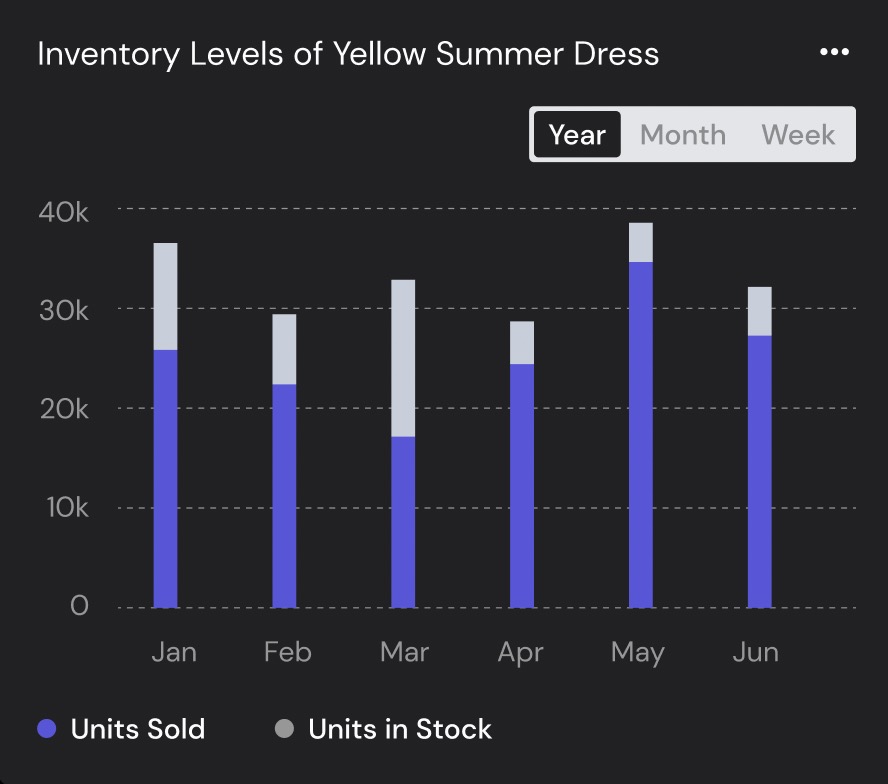 Inventory Levels of Yellow Summer Dress
Year Month Week
40k
30k
20k
10k
0
Jan Feb Mar Apr May Jun
Units Sold Units in Stock